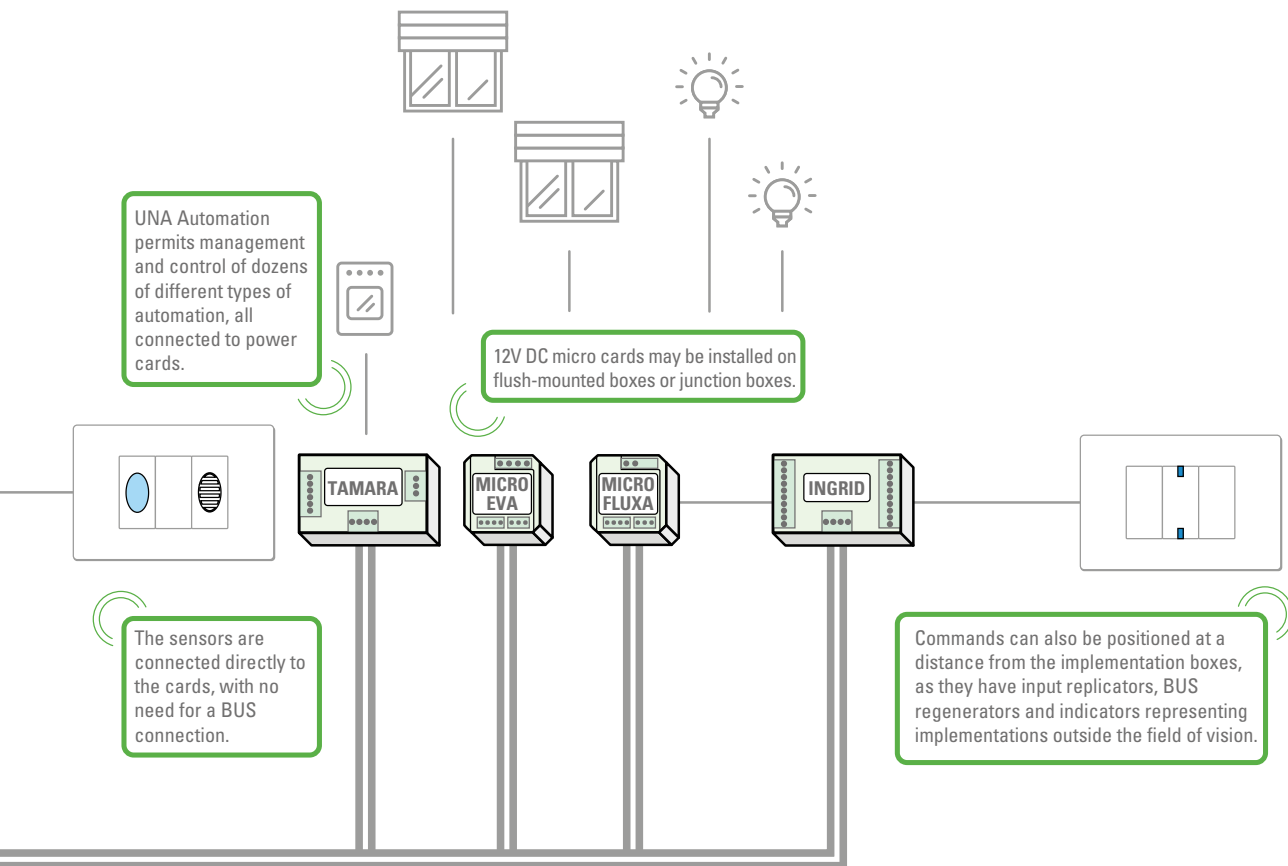 UNA Automation
permits management
and control of dozens
of different types of
automation, all
connected to power
cards.
12V DC micro cards may be installed on
flush-mounted boxes or junction boxes.
TAMARA
MICRO
EVA
MICRO
FLUXA
INGRID
The sensors are
connected directly to
the cards, with no
need for a BUS
connection.
Commands can also be positioned at a
distance from the implementation boxes,
as they have input replicators, BUS
regenerators and indicators representing
implementations outside the field of vision.